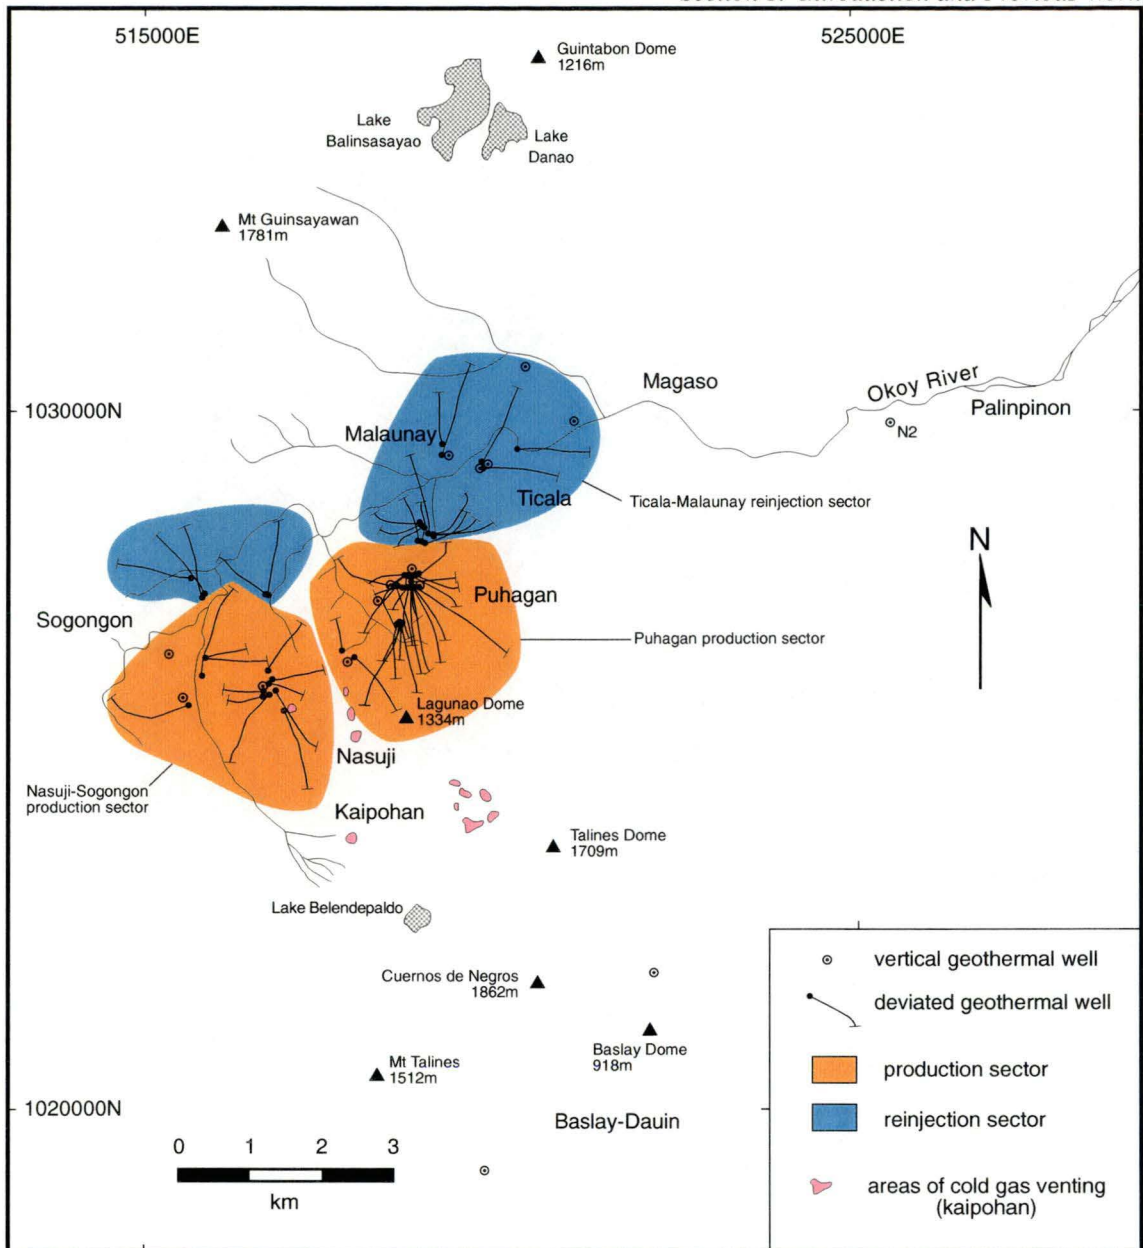 515000E
525000E
Guintabon Dome
1216m
Lake
Balinsasayao
Lake
Danao
Mt Guinsayawan
1781m
1030000N
Magaso
Okoy River
Palinpinon
N2
Malaunay
Ticala
Ticala-Malaunay reinjection sector
N
Puhagan
Sogongon
Puhagan production sector
Lagunao Dome
1334m
Nasuji
Nasuji-Sogongon
production sector
Kaipohan
Talines Dome
1709m
Lake Belendepaldo
Cuernos de Negros
1862m
Baslay Dome
918m
Mt Talines
1512m
1020000N
Baslay-Dauin
0 1 2 3
km
vertical geothermal well
deviated geothermal well
production sector
reinjection sector
areas of cold gas venting
(kaipohan)